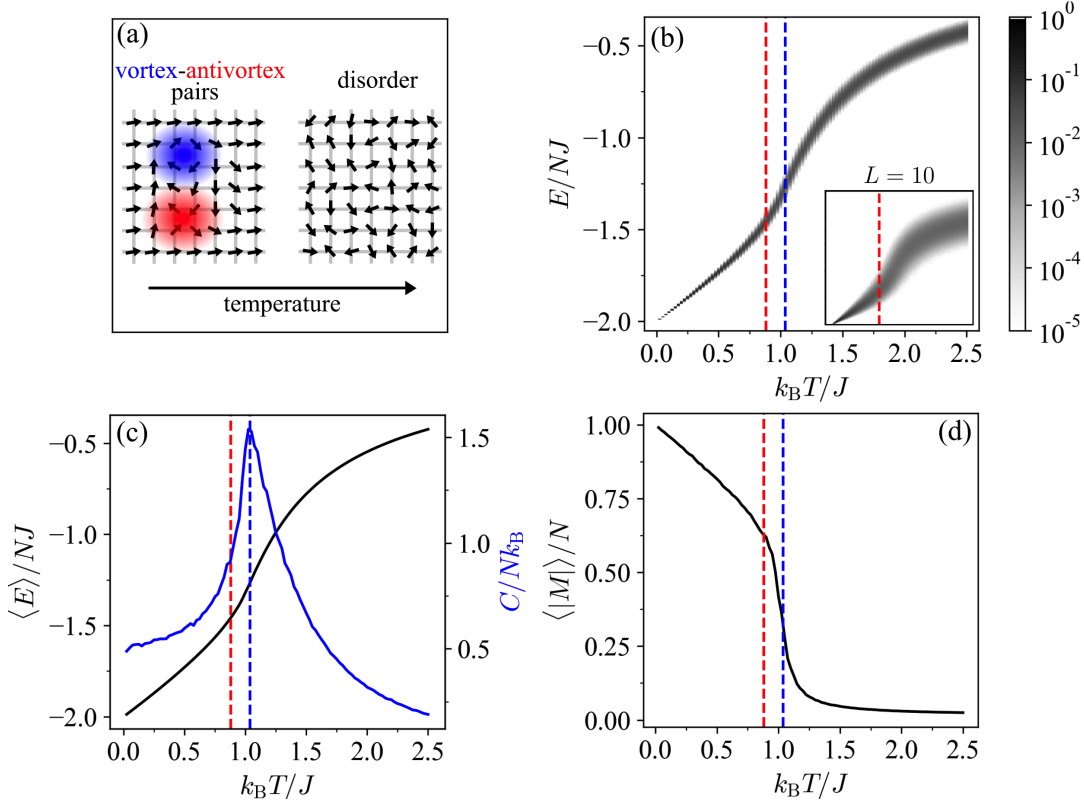 (a)
vortex-antivortex
pairs
disorder
temperature
(b)
E/NJ
−0.5
−1.0
−1.5
−2.0
0.0 0.5 1.0 1.5 2.0 2.5
k_BT/J
L = 10
10^0
10^-1
10^-2
10^-3
10^-4
10^-5
(c)
⟨E⟩/NJ
−0.5
−1.0
−1.5
−2.0
0.0 0.5 1.0 1.5 2.0 2.5
k_BT/J
1.5
1.0
0.5
C/Nk_B
(d)
⟨|M|⟩/N
1.00
0.75
0.50
0.25
0.00
0.0 0.5 1.0 1.5 2.0 2.5
k_BT/J